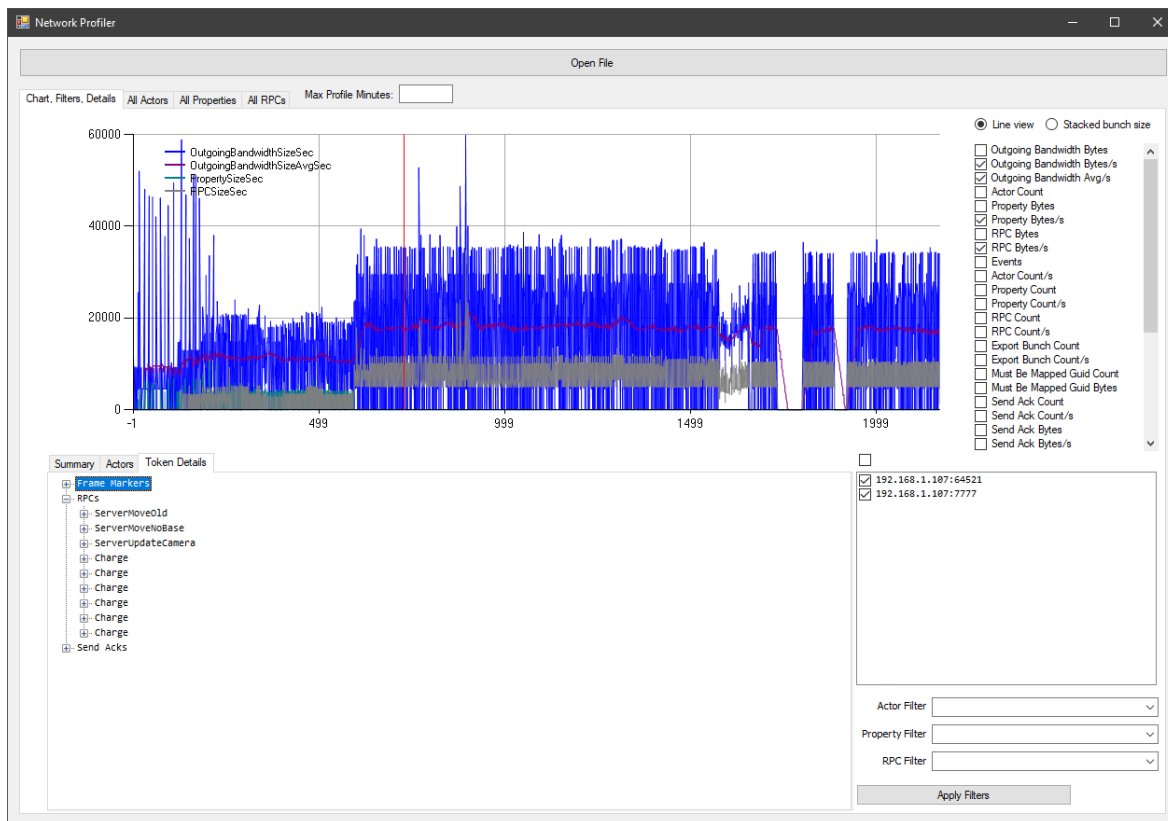 Network Profiler
Open File
Chart, Filters, Details All Actors All Properties All RPCs Max Profile Minutes:
60000
40000
20000
0
-1 499 999 1499 1999
OutgoingBandwidthSizeSec
OutgoingBandwidthSizeAvgSec
PropertySizeSec
RPCSizeSec
Line view Stacked bunch size
Outgoing Bandwidth Bytes
Outgoing Bandwidth Bytes/s
Outgoing Bandwidth Avg/s
Actor Count
Property Bytes
Property Bytes/s
RPC Bytes
RPC Bytes/s
Events
Actor Count/s
Property Count
Property Count/s
RPC Count
RPC Count/s
Export Bunch Count
Export Bunch Count/s
Must Be Mapped Guid Count
Must Be Mapped Guid Bytes
Send Ack Count
Send Ack Count/s
Send Ack Bytes
Send Ack Bytes/s
Summary Actors Token Details
Frame Markers
RPCs
ServerMoveOld
ServerMoveNoBase
ServerUpdateCamera
Charge
Charge
Charge
Charge
Charge
Charge
Send Acks
192.168.1.107:64521
192.168.1.107:7777
Actor Filter
Property Filter
RPC Filter
Apply Filters